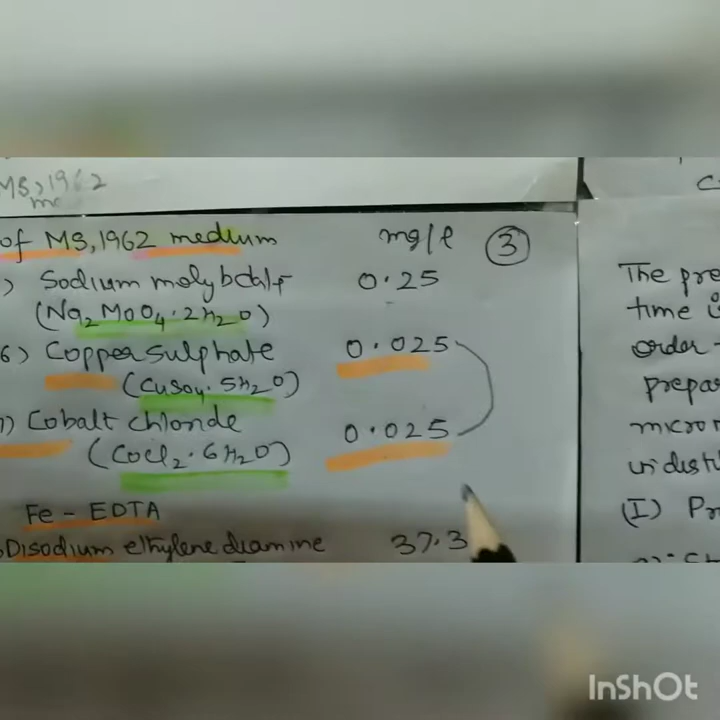 MS, 1962
of MS, 1962 medium mg/l 3
) Sodium molybdate 0.25
(Na2MoO4.2H2O)
6) Copper sulphate 0.025
(CuSO4.5H2O)
7) Cobalt chloride 0.025
(CoCl2.6H2O)
Fe - EDTA
Disodium ethylene diamine 37.3
The pre
time
order
prepar
micro
(I) Pr
InShOt